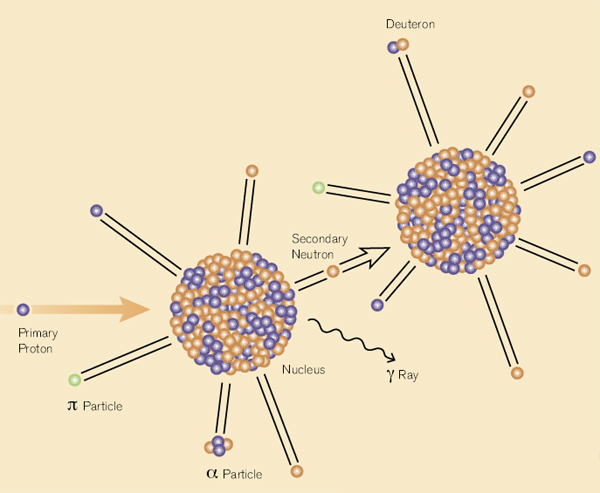 Deuteron
Secondary
Neutron
Primary
Proton
Nucleus
γ Ray
π Particle
α Particle